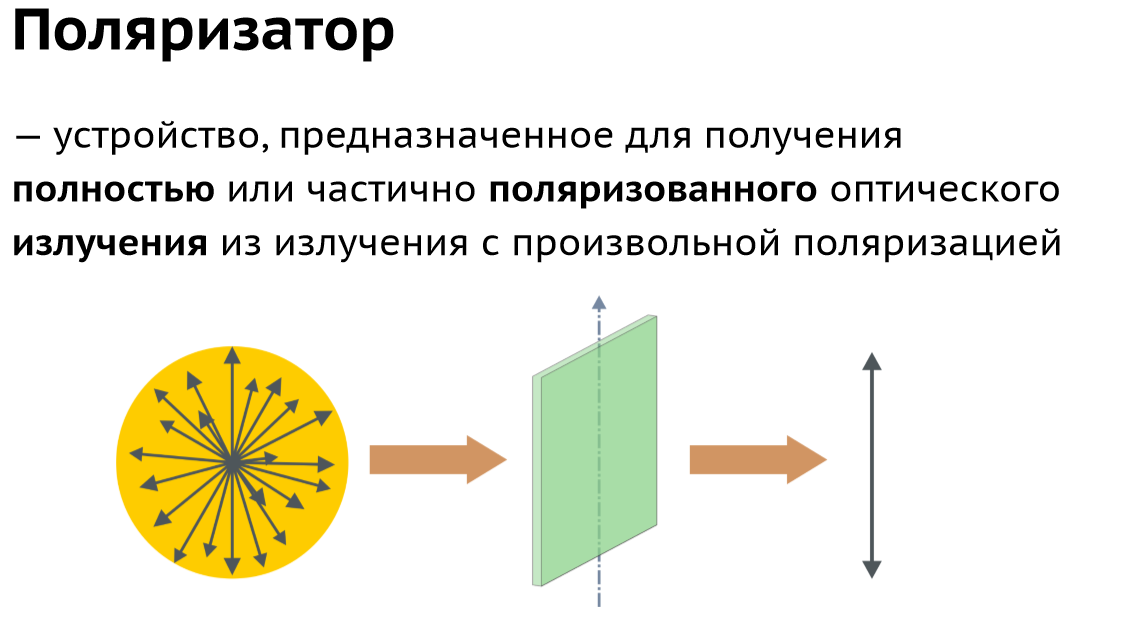 Поляризатор
— устройство, предназначенное для получения
полностью или частично поляризованного оптического
излучения из излучения с произвольной поляризацией